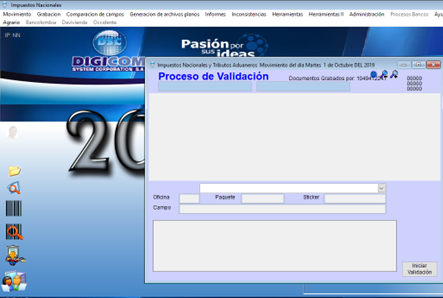 Impuestos Nacionales
Movimiento Grabacion Comparacion de campos Generacion de archivos planos Informes Inconsistencias Herramientas Herramientas II Administración Procesos Bancos
Agrario Bancolombia Davivienda Occidente
IP: NN
DSC
DIGICOM
SYSTEM CORPORATION S.A
Pasión por
sus ideas
Impuestos Nacionales y Tributos Aduaneros Movimiento del dia Martes 1 de Octubre DEL 2019
Proceso de Validación
Documentos Grabados por:
00000
00000
00000
20
Oficina Paquete Sticker
Campo
Iniciar
Validación